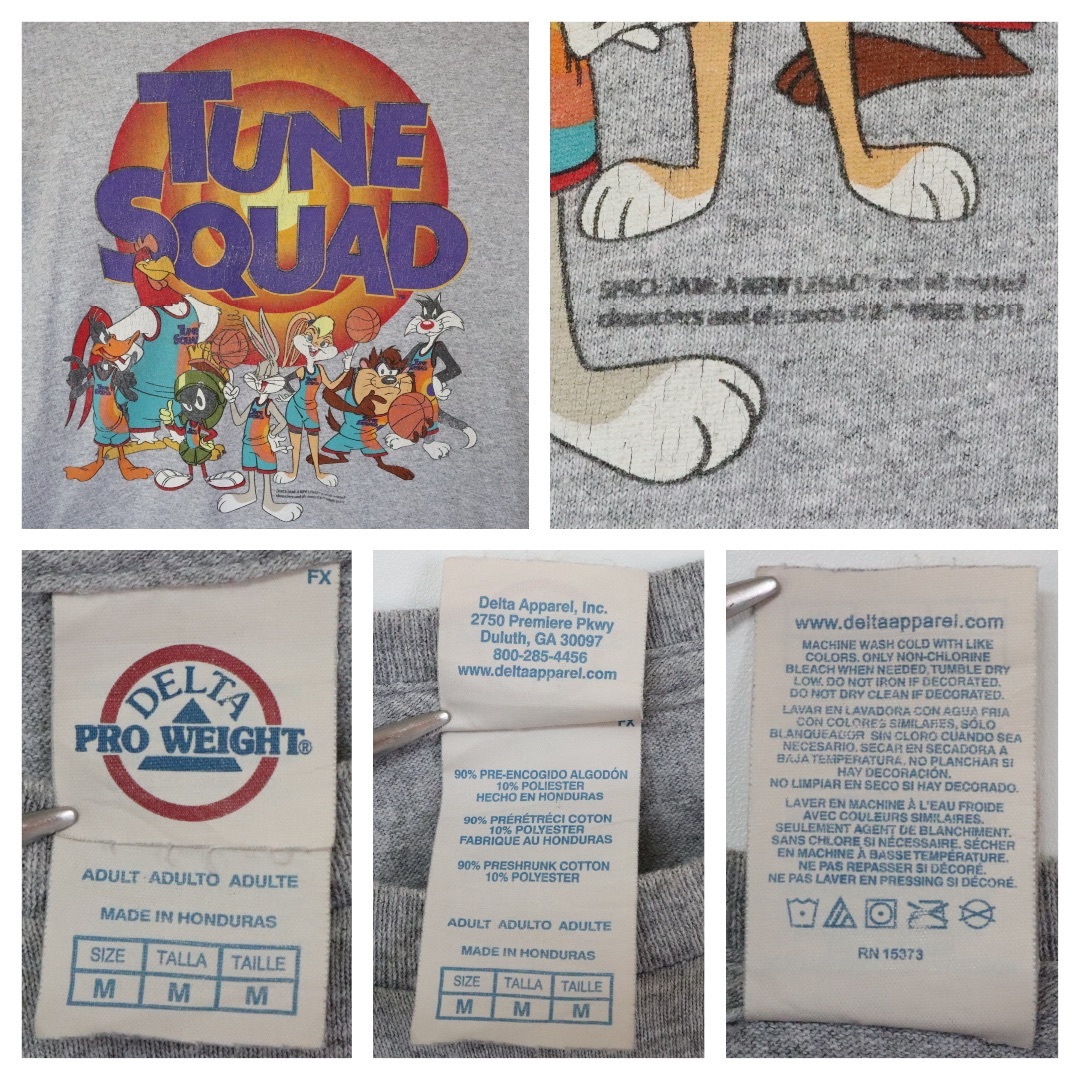 TUNE
SQUAD
TUNE
SQUAD
SPACE JAM: A NEW LEGACY and all related
characters and elements ©
FX
DELTA
PRO WEIGHT®
ADULT ADULTO ADULTE
MADE IN HONDURAS
SIZE TALLA TAILLE
M M M
Delta Apparel, Inc.
2750 Premiere Pkwy
Duluth, GA 30097
800-285-4456
www.deltaapparel.com
FX
90% PRE-ENCOGIDO ALGODÓN
10% POLIESTER
HECHO EN HONDURAS
90% PRÉRÉTRÉCI COTON
10% POLYESTER
FABRIQUE AU HONDURAS
90% PRESHRUNK COTTON
10% POLYESTER
ADULT ADULTO ADULTE
MADE IN HONDURAS
SIZE TALLA TAILLE
M M M
www.deltaapparel.com
MACHINE WASH COLD WITH LIKE
COLORS. ONLY NON-CHLORINE
BLEACH WHEN NEEDED. TUMBLE DRY
LOW. DO NOT IRON IF DECORATED.
DO NOT DRY CLEAN IF DECORATED.
LAVAR EN LAVADORA CON AGUA FRIA
CON COLORES SIMILARES, SÓLO
BLANQUEADOR SIN CLORO CUANDO SEA
NECESARIO. SECAR EN SECADORA A
BAJA TEMPERATURA. NO PLANCHAR SI
HAY DECORACIÓN.
NO LIMPIAR EN SECO SI HAY DECORADO.
LAVER EN MACHINE À L'EAU FROIDE
AVEC COULEURS SIMILAIRES.
SEULEMENT AGENT DE BLANCHIMENT.
SANS CHLORE SI NÉCESSAIRE. SÉCHER
EN MACHINE À BASSE TEMPÉRATURE.
NE PAS REPASSER SI DÉCORÉ.
NE PAS LAVER EN PRESSING SI DÉCORÉ.
RN 15373